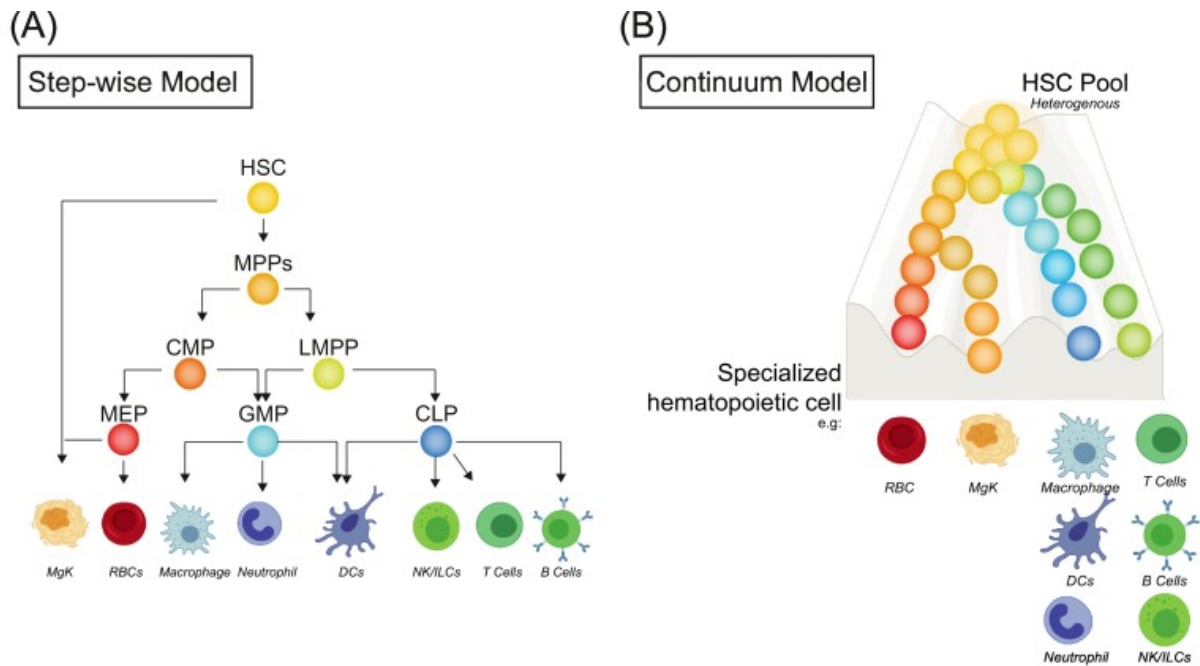 (A)
Step-wise Model
HSC
MPPs
CMP
LMPP
MEP
GMP
CLP
MgK
RBCs
Macrophage
Neutrophil
DCs
NK/ILCs
T Cells
B Cells
(B)
Continuum Model
HSC Pool
Heterogenous
Specialized
hematopoietic cell
e.g:
RBC
MgK
Macrophage
T Cells
DCs
B Cells
Neutrophil
NK/ILCs